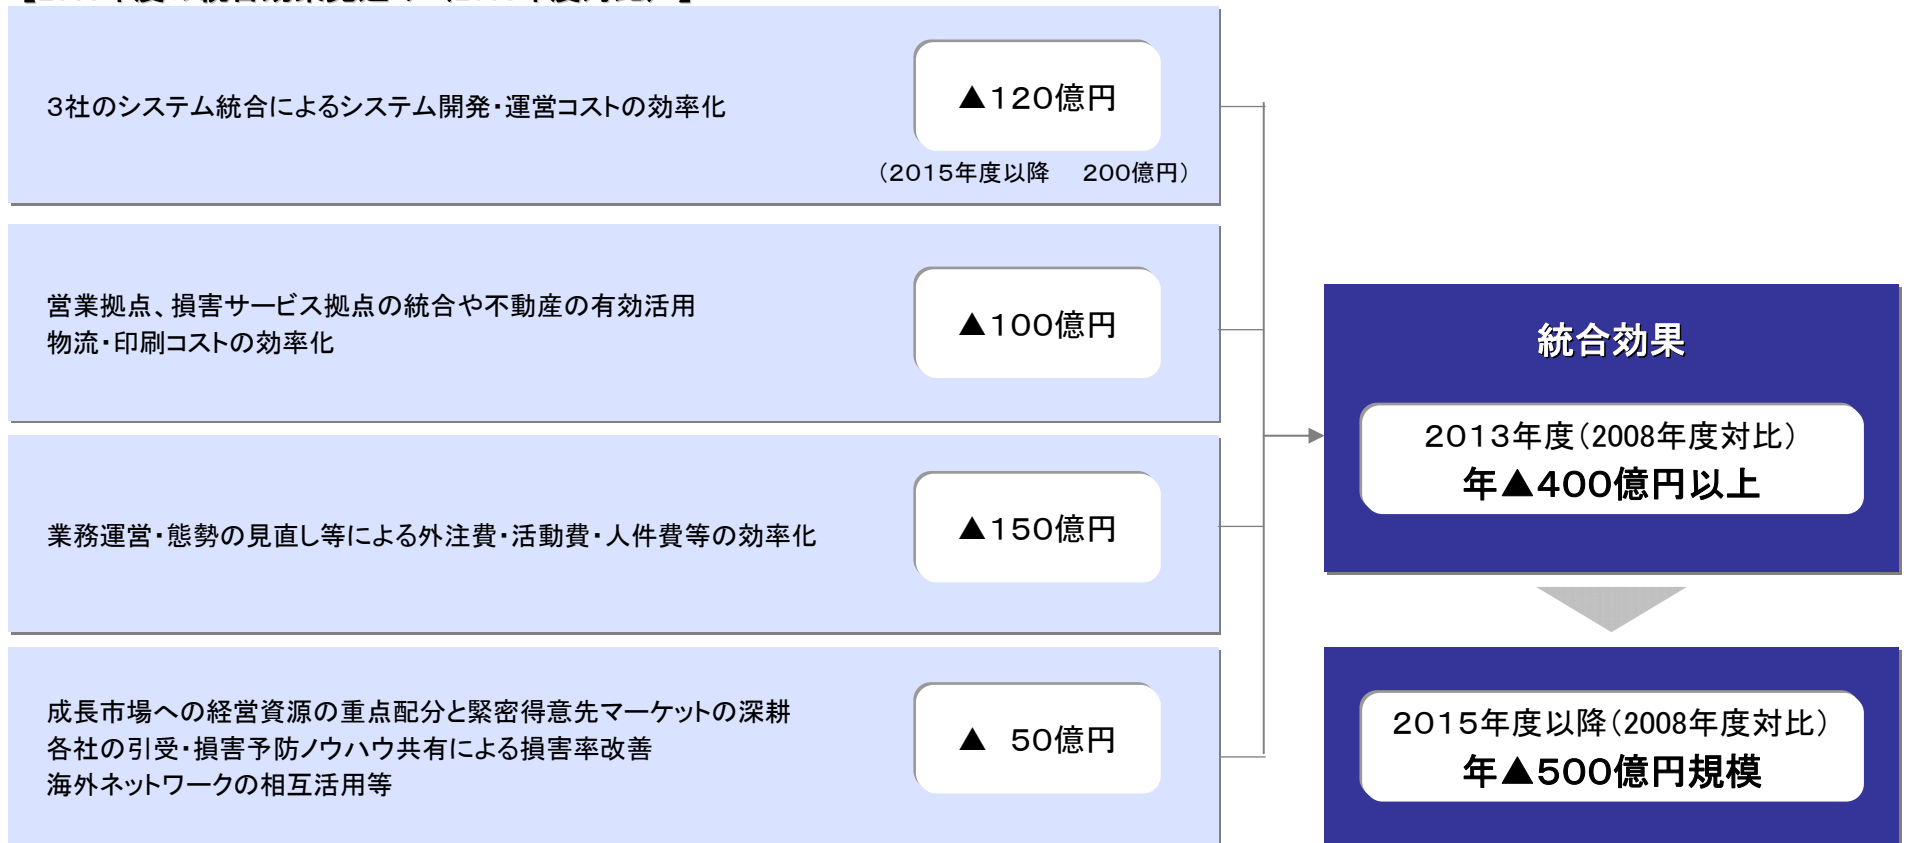 3社のシステム統合によるシステム開発・運営コストの効率化
▲120億円
（2015年度以降　200億円）
営業拠点、損害サービス拠点の統合や不動産の有効活用
物流・印刷コストの効率化
▲100億円
業務運営・態勢の見直し等による外注費・活動費・人件費等の効率化
▲150億円
成長市場への経営資源の重点配分と緊密得意先マーケットの深耕
各社の引受・損害予防ノウハウ共有による損害率改善
海外ネットワークの相互活用等
▲　50億円
統合効果
2013年度（2008年度対比）
年▲400億円以上
2015年度以降（2008年度対比）
年▲500億円規模